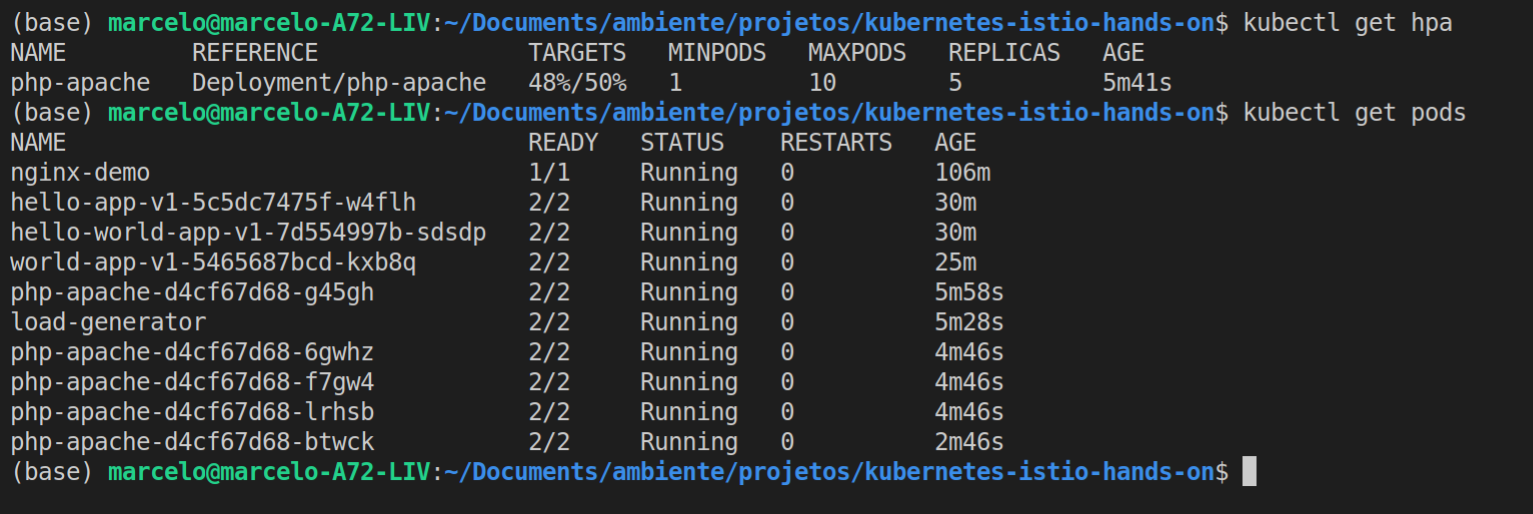 (base) marcelo@marcelo-A72-LIV:~/Documents/ambiente/projetos/kubernetes-istio-hands-on$ kubectl get hpa
NAME         REFERENCE               TARGETS   MINPODS   MAXPODS   REPLICAS   AGE
php-apache   Deployment/php-apache   48%/50%   1         10        5          5m41s
(base) marcelo@marcelo-A72-LIV:~/Documents/ambiente/projetos/kubernetes-istio-hands-on$ kubectl get pods
NAME                                 READY   STATUS    RESTARTS   AGE
nginx-demo                           1/1     Running   0          106m
hello-app-v1-5c5dc7475f-w4flh        2/2     Running   0          30m
hello-world-app-v1-7d554997b-sdsdp   2/2     Running   0          30m
world-app-v1-5465687bcd-kxb8q        2/2     Running   0          25m
php-apache-d4cf67d68-g45gh           2/2     Running   0          5m58s
load-generator                       2/2     Running   0          5m28s
php-apache-d4cf67d68-6gwhz           2/2     Running   0          4m46s
php-apache-d4cf67d68-f7gw4           2/2     Running   0          4m46s
php-apache-d4cf67d68-lrhsb           2/2     Running   0          4m46s
php-apache-d4cf67d68-btwck           2/2     Running   0          2m46s
(base) marcelo@marcelo-A72-LIV:~/Documents/ambiente/projetos/kubernetes-istio-hands-on$